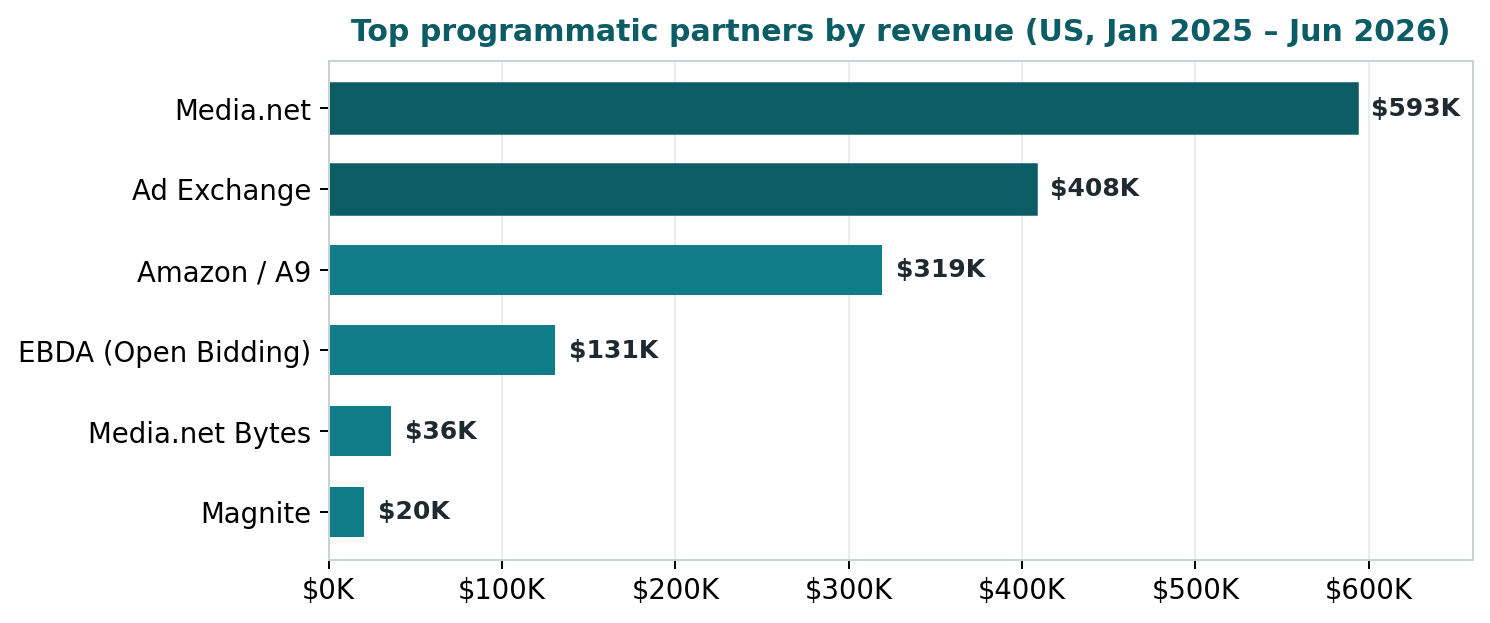 Top programmatic partners by revenue (US, Jan 2025 – Jun 2026)
Media.net
$593K
Ad Exchange
$408K
Amazon / A9
$319K
EBDA (Open Bidding)
$131K
Media.net Bytes
$36K
Magnite
$20K
$0K
$100K
$200K
$300K
$400K
$500K
$600K